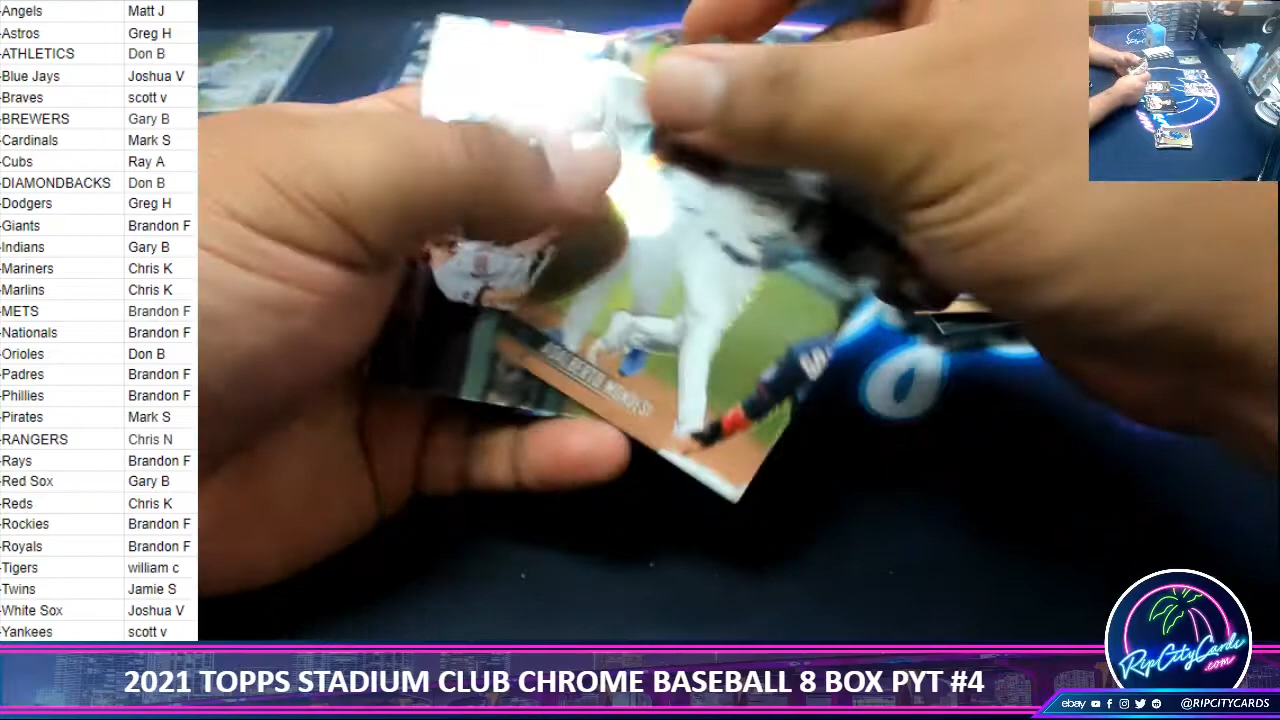 -Angels Matt J
-Astros Greg H
-ATHLETICS Don B
-Blue Jays Joshua V
-Braves scott v
-BREWERS Gary B
-Cardinals Mark S
-Cubs Ray A
-DIAMONDBACKS Don B
-Dodgers Greg H
-Giants Brandon F
-Indians Gary B
-Mariners Chris K
-Marlins Chris K
-METS Brandon F
-Nationals Brandon F
-Orioles Don B
-Padres Brandon F
-Phillies Brandon F
-Pirates Mark S
-RANGERS Chris N
-Rays Brandon F
-Red Sox Gary B
-Reds Chris K
-Rockies Brandon F
-Royals Brandon F
-Tigers william c
-Twins Jamie S
-White Sox Joshua V
-Yankees scott v
ADALBERTO MONDESI
RipCityCards
.com
2021 TOPPS STADIUM CLUB CHROME BASEBALL 8 BOX PYT #4
ebay @RIPCITYCARDS